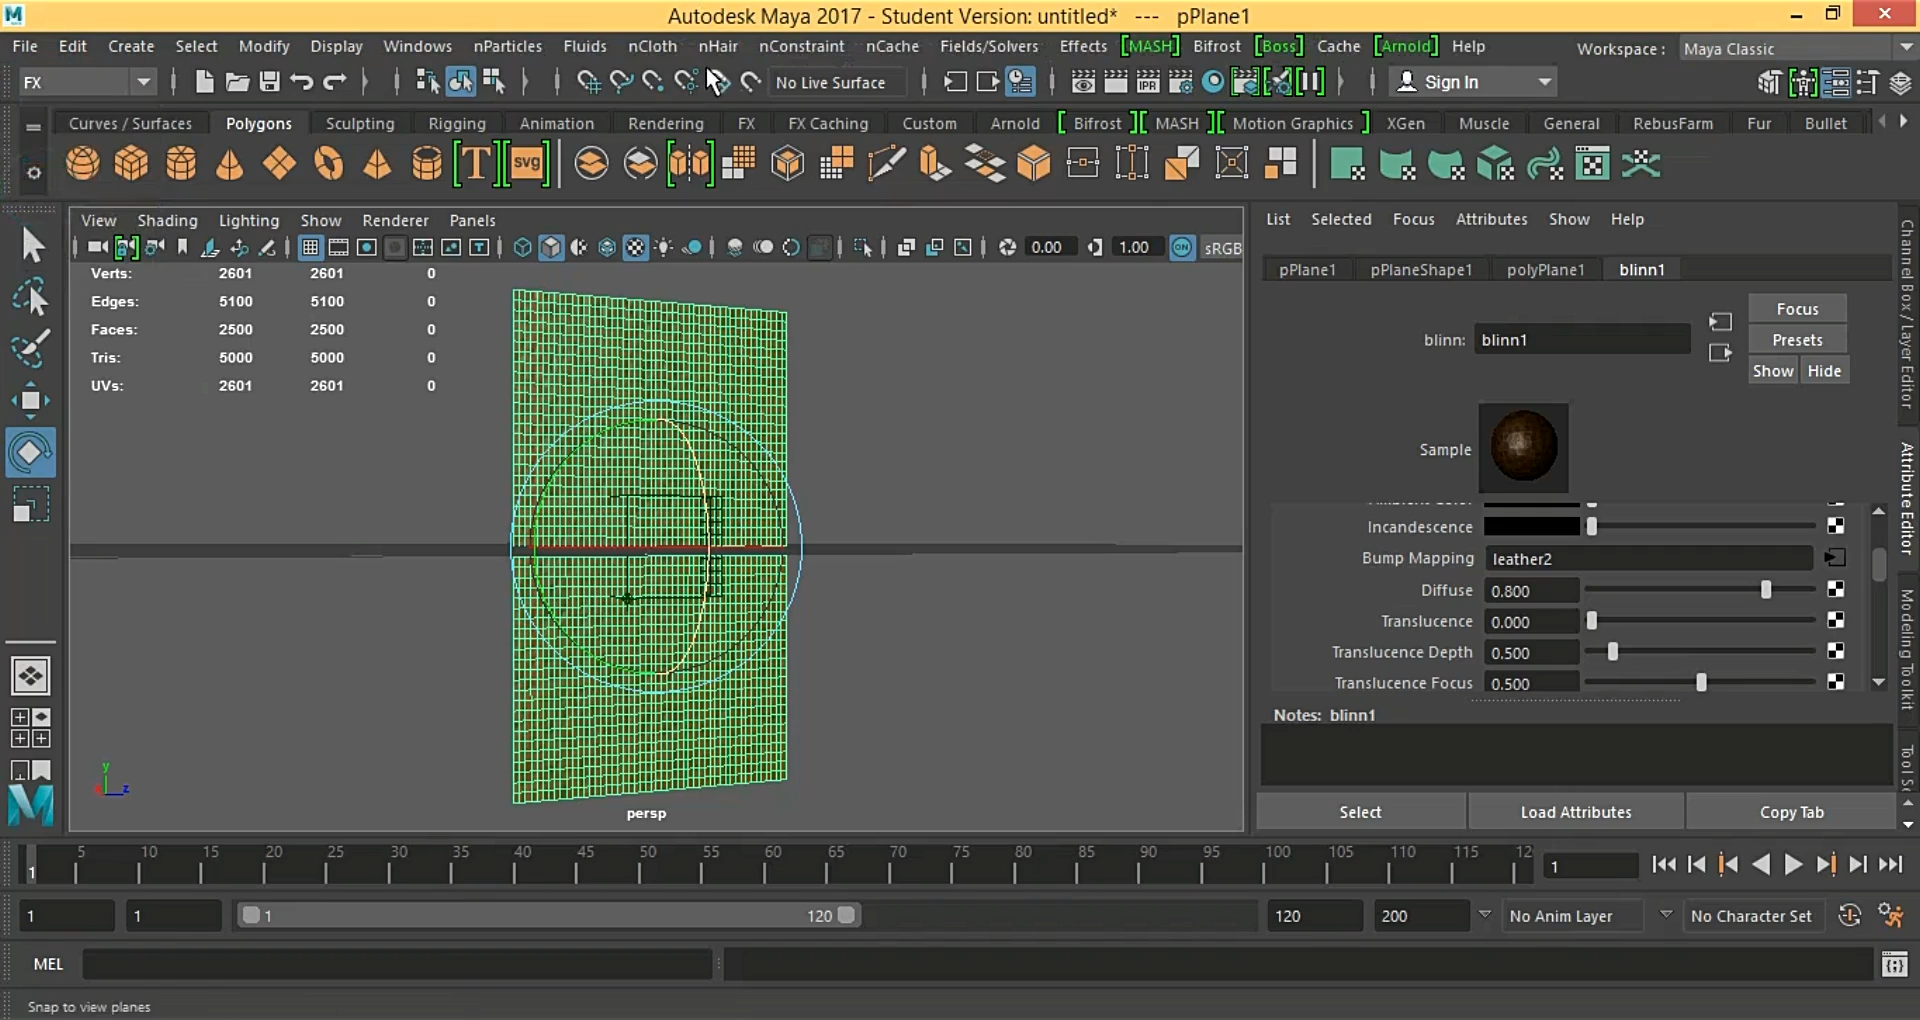 Autodesk Maya 2017 - Student Version: untitled* --- pPlane1
File Edit Create Select Modify Display Windows nParticles Fluids nCloth nHair nConstraint nCache Fields/Solvers Effects [MASH] Bifrost [Boss] Cache [Arnold] Help Workspace : Maya Classic
FX No Live Surface IPR Sign In
Curves / Surfaces Polygons Sculpting Rigging Animation Rendering FX FX Caching Custom Arnold [ Bifrost ] [ MASH ] [ Motion Graphics ] XGen Muscle General RebusFarm Fur Bullet
T svg
View Shading Lighting Show Renderer Panels
0.00 1.00 ON sRGB
Verts: 2601 2601 0
Edges: 5100 5100 0
Faces: 2500 2500 0
Tris: 5000 5000 0
UVs: 2601 2601 0
y
z
persp
List Selected Focus Attributes Show Help
pPlane1 pPlaneShape1 polyPlane1 blinn1
Focus
blinn: blinn1 Presets
Show Hide
Sample
Incandescence
Bump Mapping leather2
Diffuse 0.800
Translucence 0.000
Translucence Depth 0.500
Translucence Focus 0.500
Notes: blinn1
Select Load Attributes Copy Tab
Channel Box / Layer Editor
Attribute Editor
Modeling Toolkit
1 5 10 15 20 25 30 35 40 45 50 55 60 65 70 75 80 85 90 95 100 105 110 115 12 1
1 1 1 120 120 200 No Anim Layer No Character Set
MEL
Snap to view planes